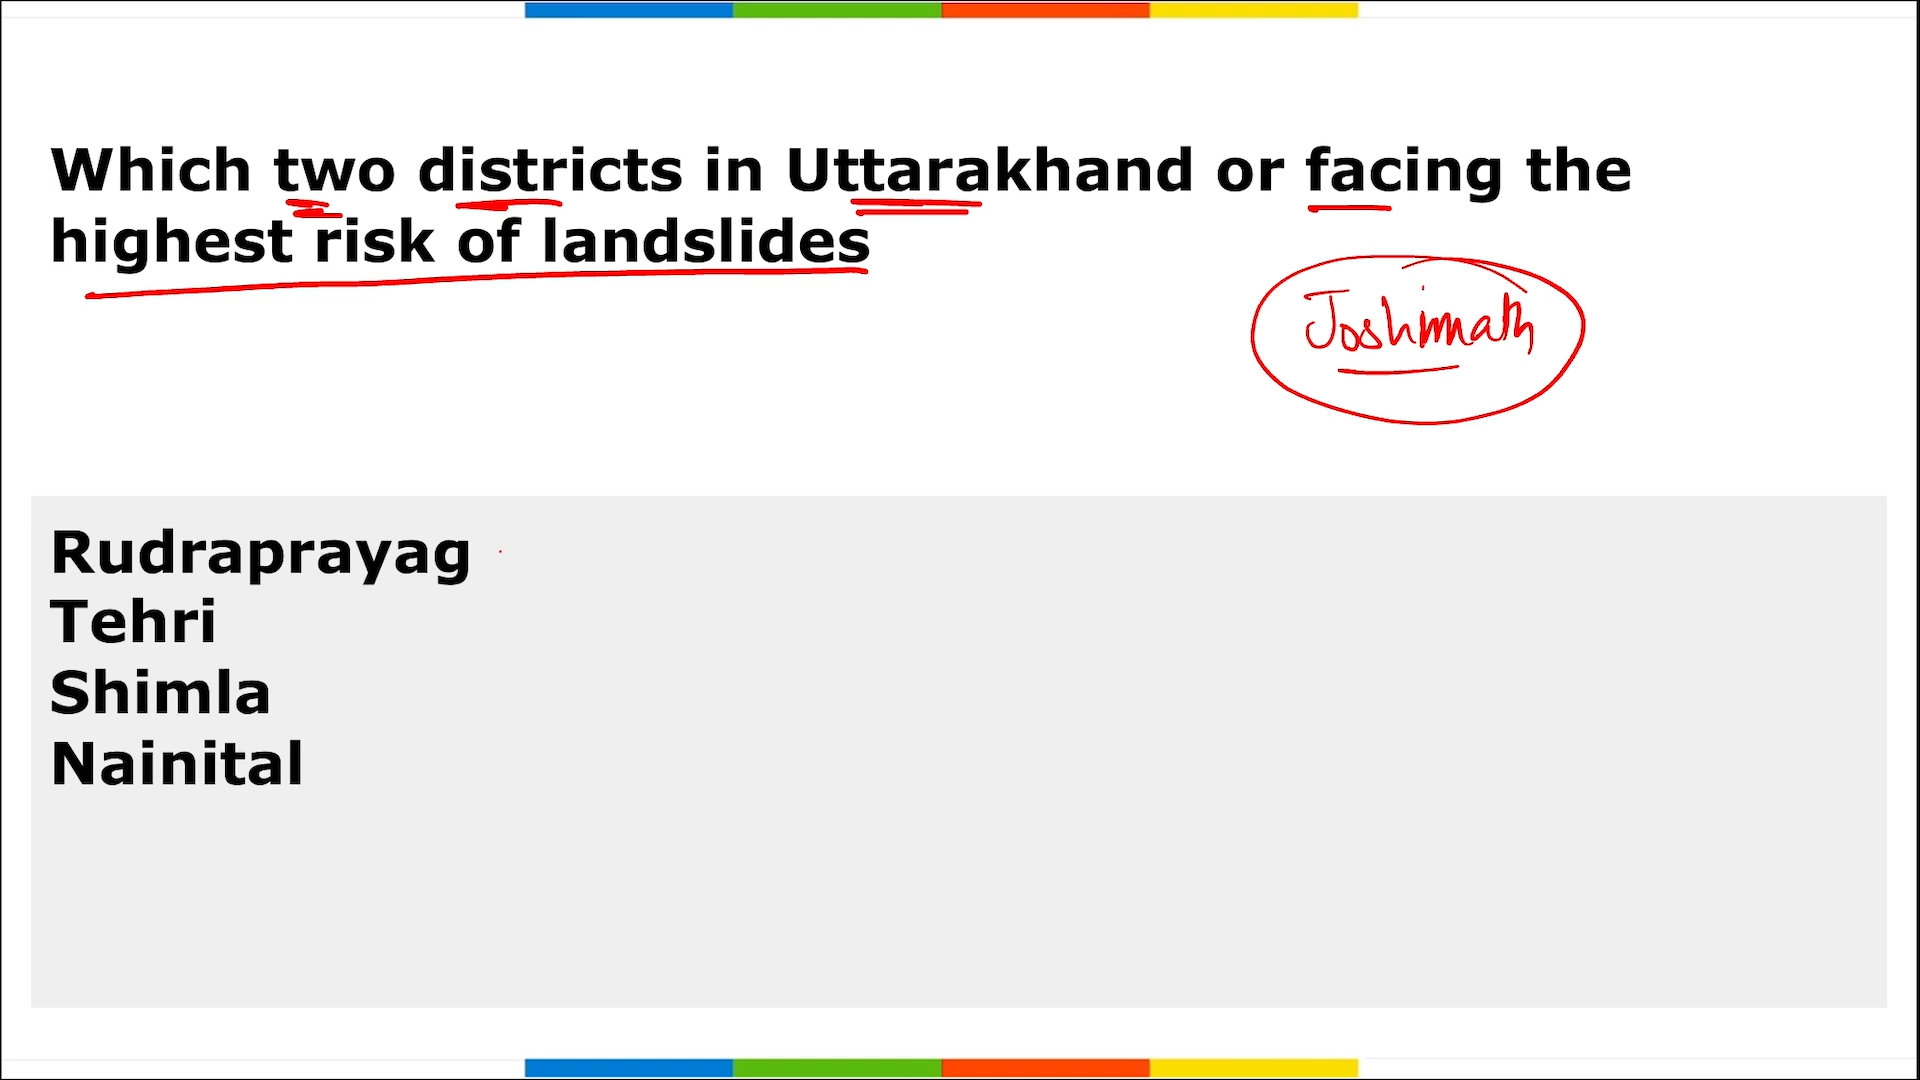 Which two districts in Uttarakhand or facing the
highest risk of landslides
Joshimath
Rudraprayag
Tehri
Shimla
Nainital